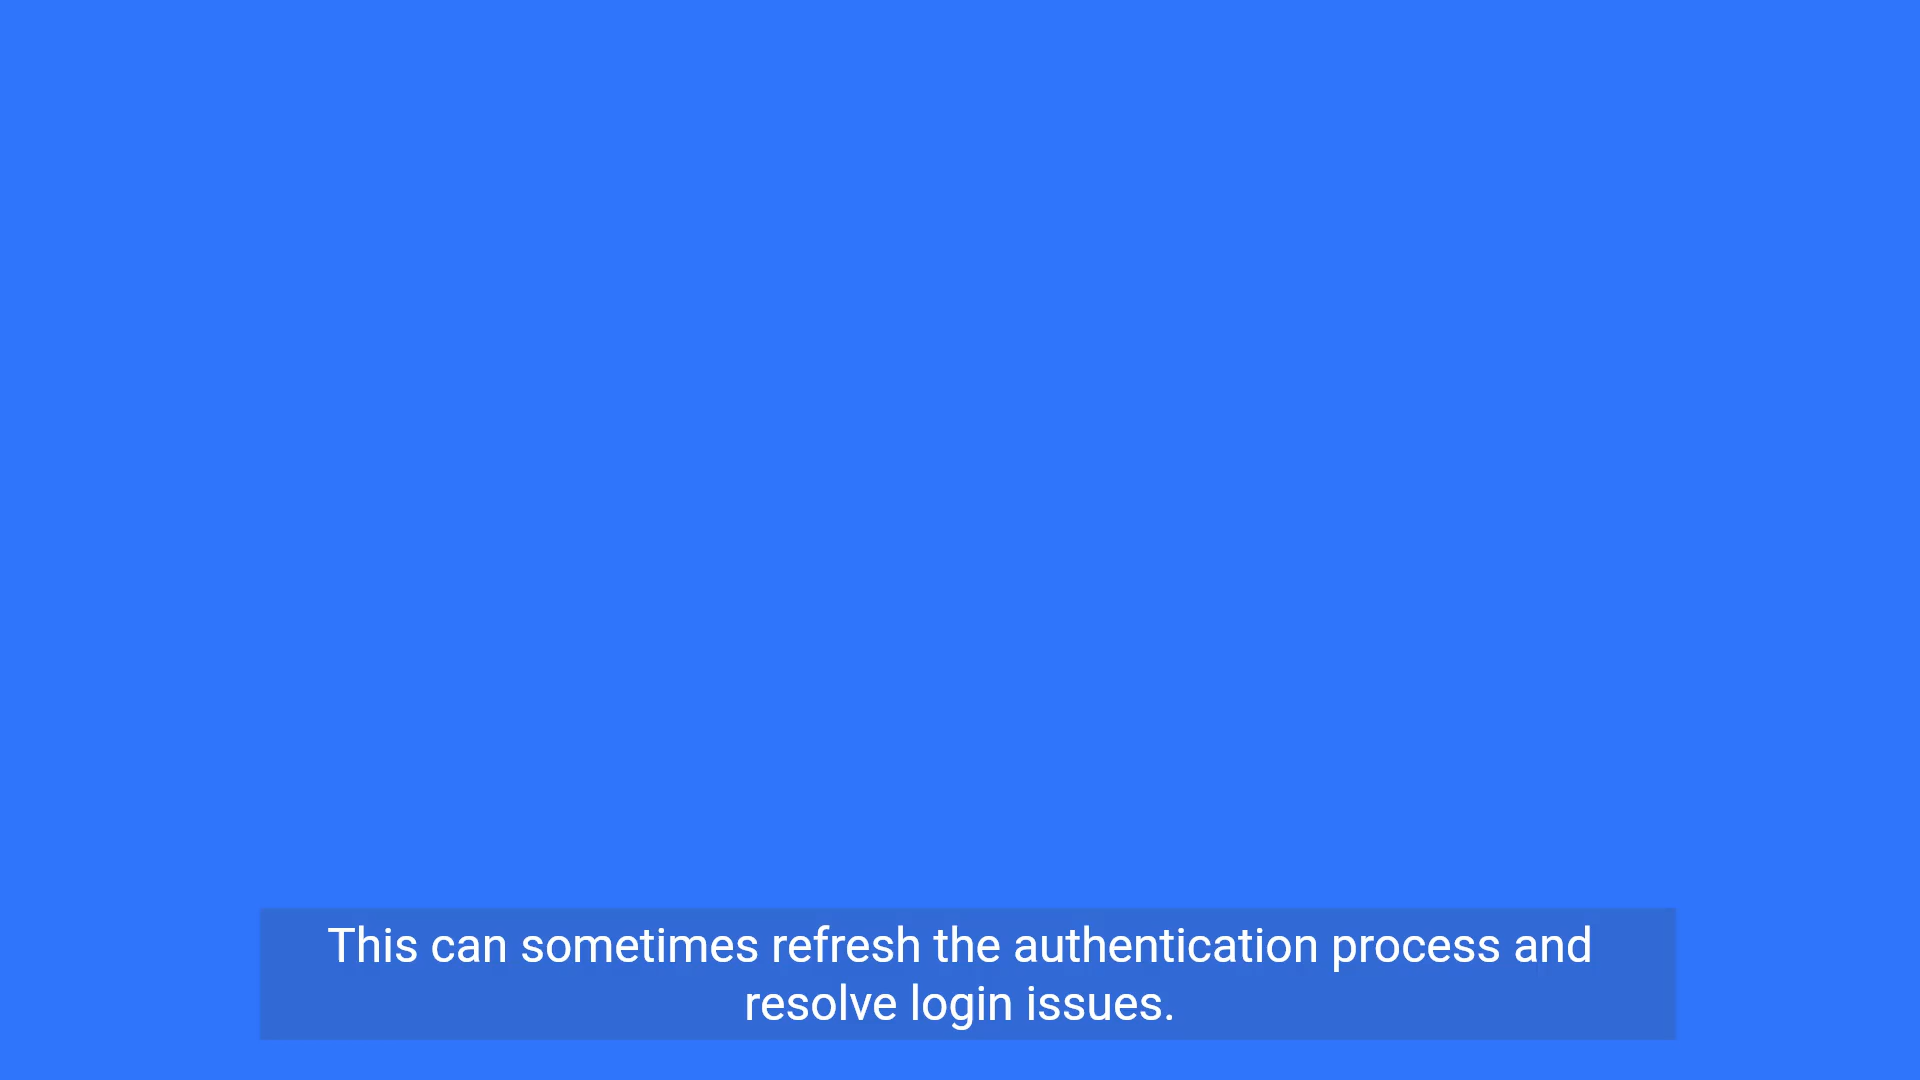 This can sometimes refresh the authentication process and
resolve login issues.